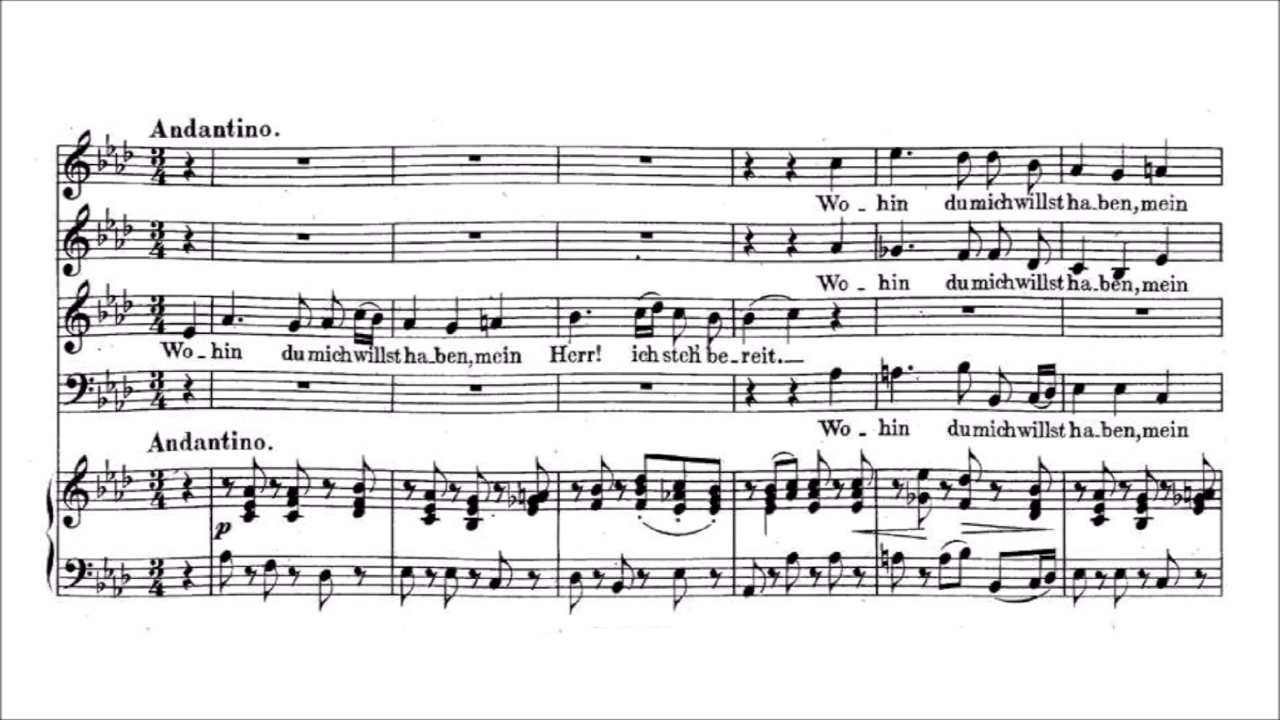 Andantino.
Wo - hin du mich willst ha - ben, mein
Wo - hin du mich willst ha - ben, mein
Wo - hin du mich willst ha - ben, mein Herr! ich steh' be - reit.
Wo - hin du mich willst ha - ben, mein
Andantino.
p